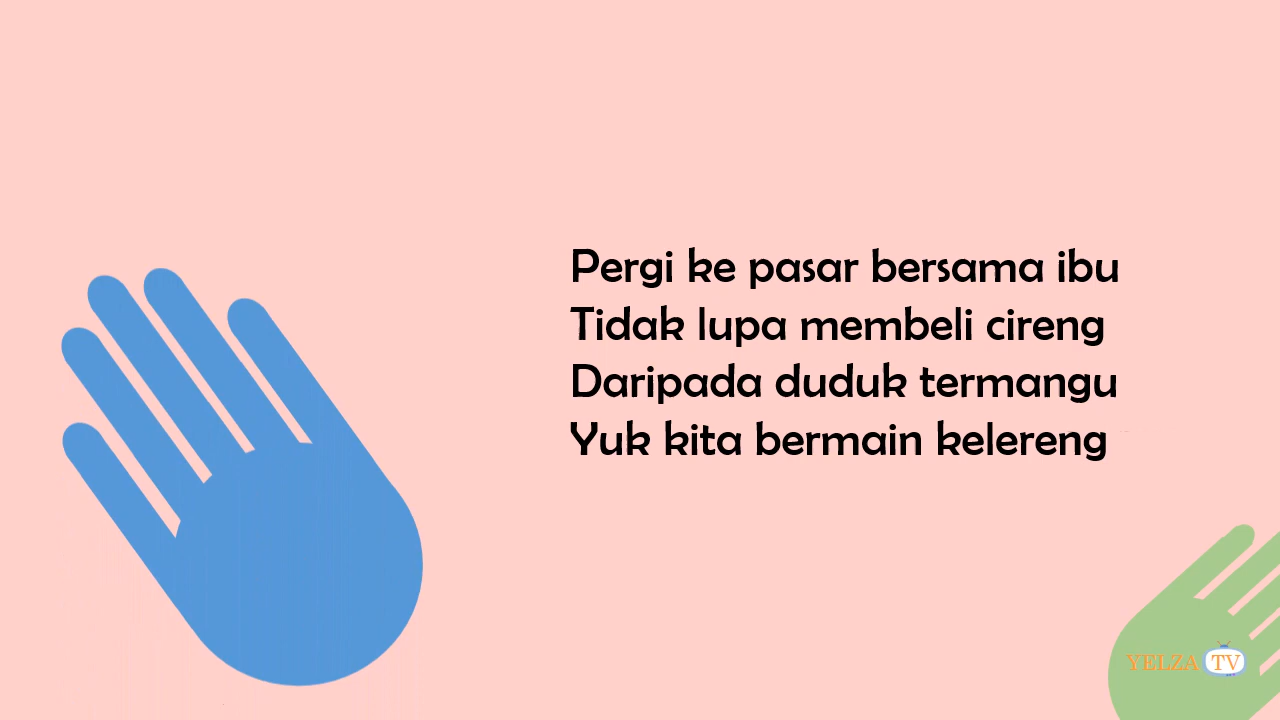 Pergi ke pasar bersama ibu
Tidak lupa membeli cireng
Daripada duduk termangu
Yuk kita bermain kelereng
YELZA TV